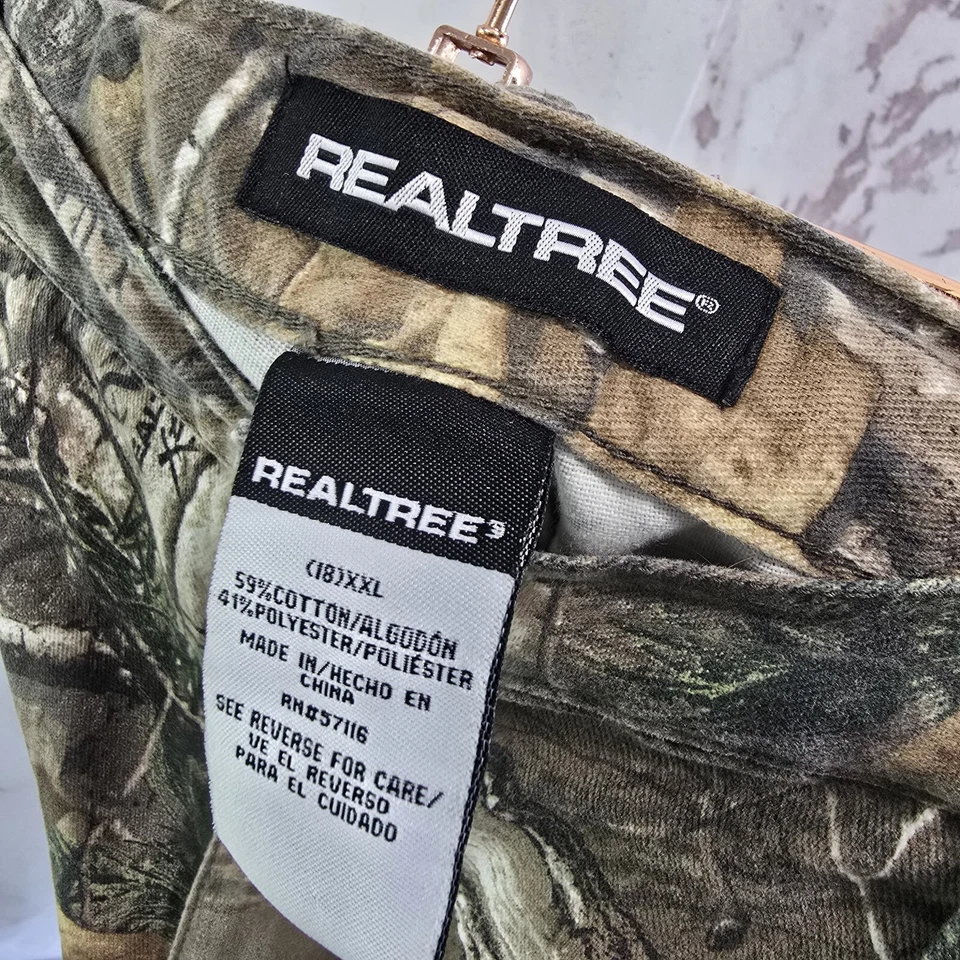 REALTREE®
REALTREE
(18)XXL
59%COTTON/ALGODÓN
41%POLYESTER/POLIÉSTER
MADE IN/HECHO EN
CHINA
RN#57116
SEE REVERSE FOR CARE/
VE EL REVERSO
PARA EL CUIDADO